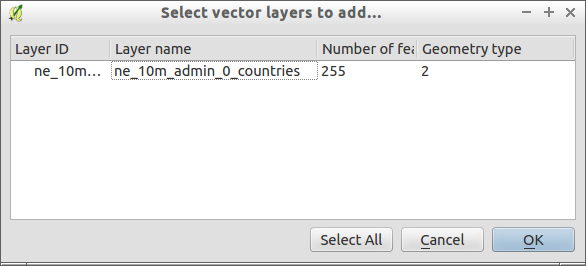 Select vector layers to add...
Layer ID Layer name Number of fea Geometry type
ne_10m... ne_10m_admin_0_countries 255 2
Select All Cancel OK